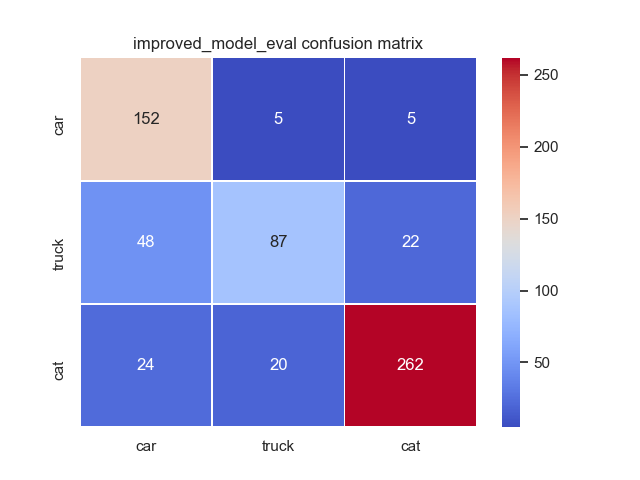 improved_model_eval confusion matrix
car
152 5 5
250
200
truck
48 87 22
150
100
cat
24 20 262
50
car truck cat